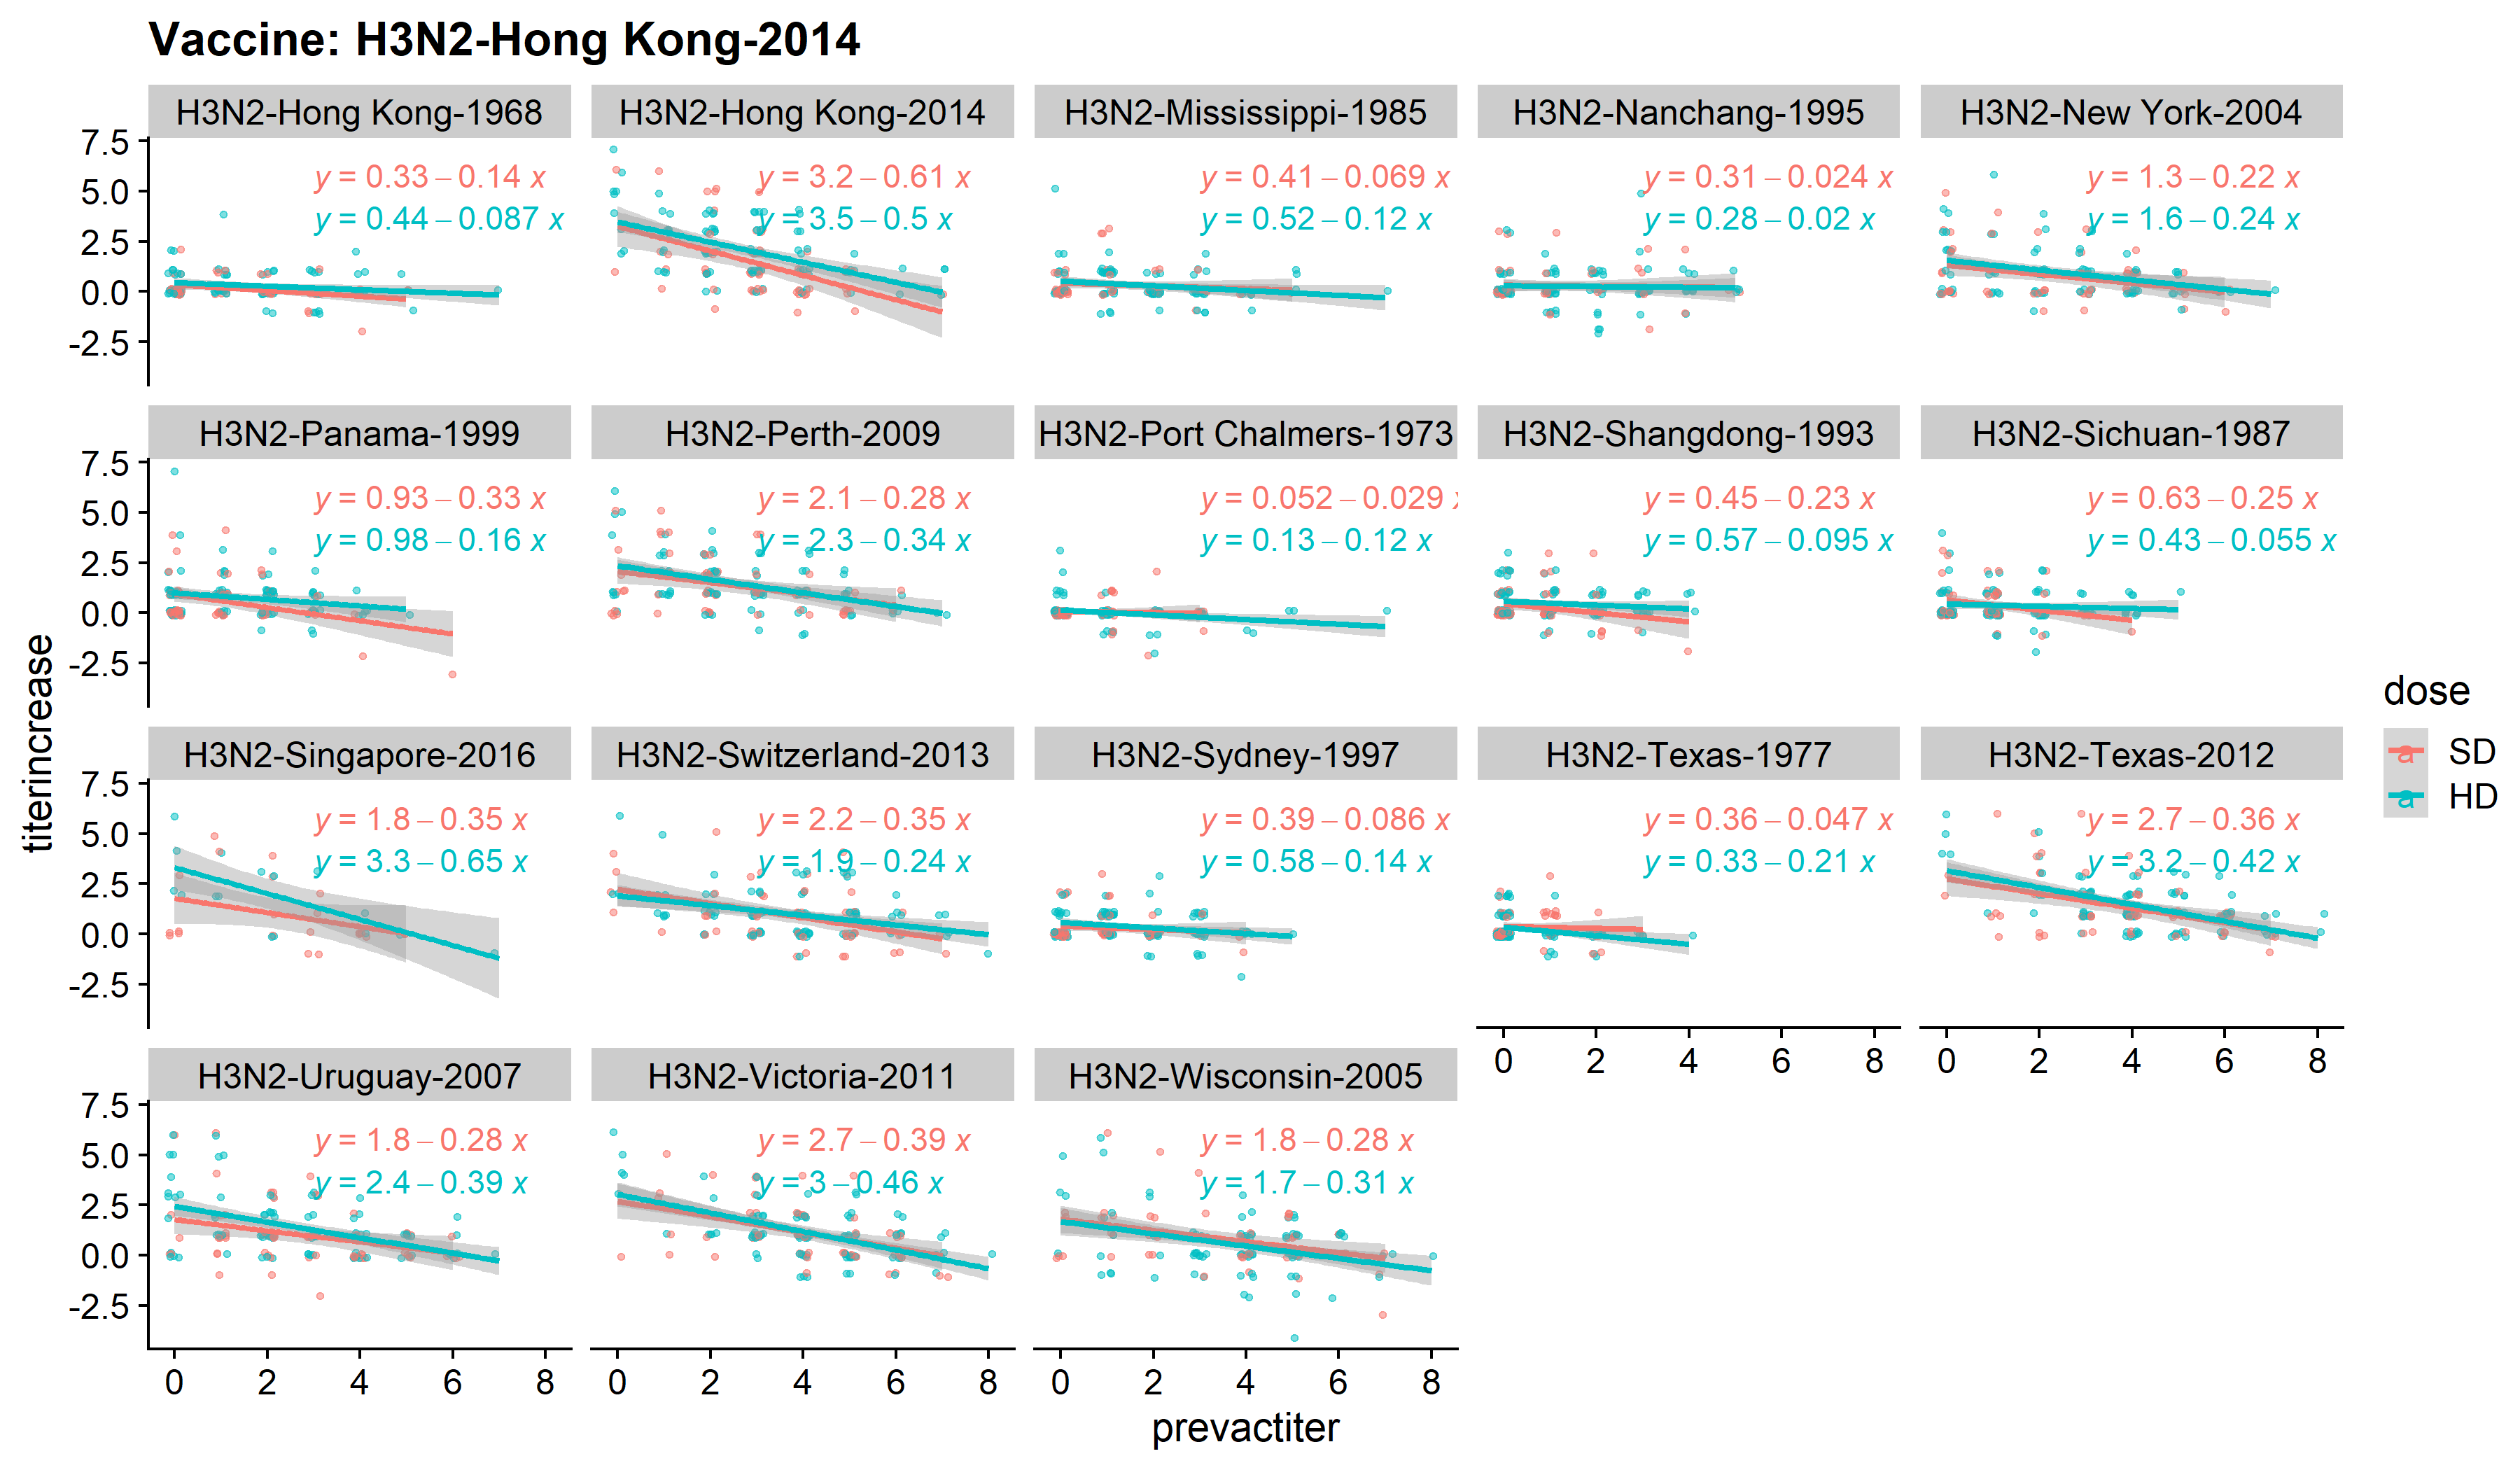 Vaccine: H3N2-Hong Kong-2014
H3N2-Hong Kong-1968 H3N2-Hong Kong-2014 H3N2-Mississippi-1985 H3N2-Nanchang-1995 H3N2-New York-2004
7.5
y = 0.33 – 0.14 x y = 3.2 – 0.61 x y = 0.41 – 0.069 x y = 0.31 – 0.024 x y = 1.3 – 0.22 x
5.0
y = 0.44 – 0.087 x y = 3.5 – 0.5 x y = 0.52 – 0.12 x y = 0.28 – 0.02 x y = 1.6 – 0.24 x
2.5
0.0
-2.5
H3N2-Panama-1999 H3N2-Perth-2009 H3N2-Port Chalmers-1973 H3N2-Shangdong-1993 H3N2-Sichuan-1987
7.5
y = 0.93 – 0.33 x y = 2.1 – 0.28 x y = 0.052 – 0.029 x y = 0.45 – 0.23 x y = 0.63 – 0.25 x
5.0
y = 0.98 – 0.16 x y = 2.3 – 0.34 x y = 0.13 – 0.12 x y = 0.57 – 0.095 x y = 0.43 – 0.055 x
2.5
0.0
-2.5
titerincrease
H3N2-Singapore-2016 H3N2-Switzerland-2013 H3N2-Sydney-1997 H3N2-Texas-1977 H3N2-Texas-2012
7.5
y = 1.8 – 0.35 x y = 2.2 – 0.35 x y = 0.39 – 0.086 x y = 0.36 – 0.047 x y = 2.7 – 0.36 x
5.0
y = 3.3 – 0.65 x y = 1.9 – 0.24 x y = 0.58 – 0.14 x y = 0.33 – 0.21 x y = 3.2 – 0.42 x
2.5
0.0
-2.5
0 2 4 6 8 0 2 4 6 8
H3N2-Uruguay-2007 H3N2-Victoria-2011 H3N2-Wisconsin-2005
7.5
y = 1.8 – 0.28 x y = 2.7 – 0.39 x y = 1.8 – 0.28 x
5.0
y = 2.4 – 0.39 x y = 3 – 0.46 x y = 1.7 – 0.31 x
2.5
0.0
-2.5
0 2 4 6 8 0 2 4 6 8 0 2 4 6 8
prevactiter
dose
a SD
a HD